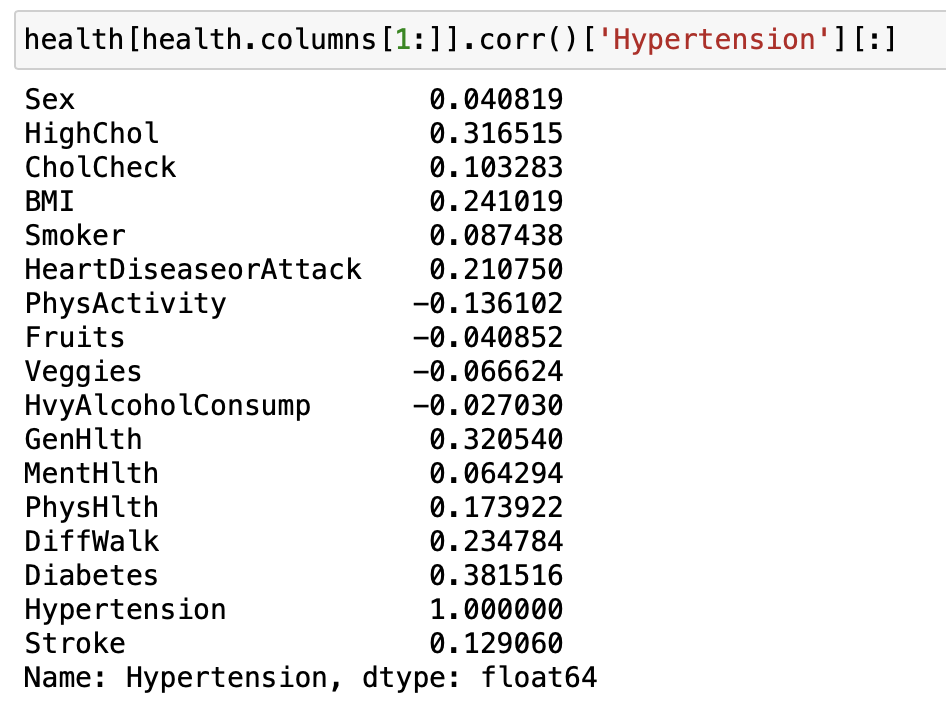 health[health.columns[1:]].corr()['Hypertension'][:]
Sex 0.040819
HighChol 0.316515
CholCheck 0.103283
BMI 0.241019
Smoker 0.087438
HeartDiseaseorAttack 0.210750
PhysActivity −0.136102
Fruits −0.040852
Veggies −0.066624
HvyAlcoholConsump −0.027030
GenHlth 0.320540
MentHlth 0.064294
PhysHlth 0.173922
DiffWalk 0.234784
Diabetes 0.381516
Hypertension 1.000000
Stroke 0.129060
Name: Hypertension, dtype: float64